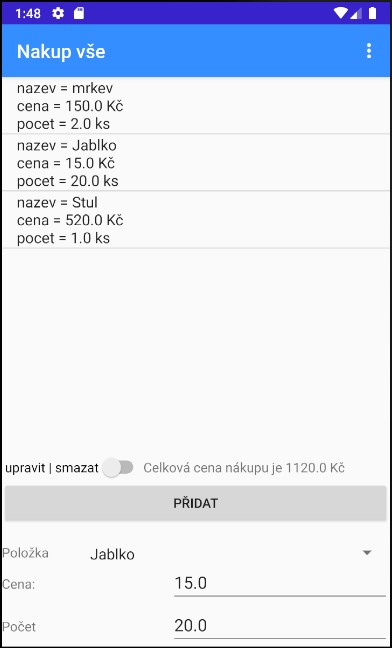 1:48
Nakup vše
nazev = mrkev
cena = 150.0 Kč
pocet = 2.0 ks
nazev = Jablko
cena = 15.0 Kč
pocet = 20.0 ks
nazev = Stul
cena = 520.0 Kč
pocet = 1.0 ks
upravit | smazat Celková cena nákupu je 1120.0 Kč
PŘIDAT
Položka Jablko
Cena: 15.0
Počet 20.0